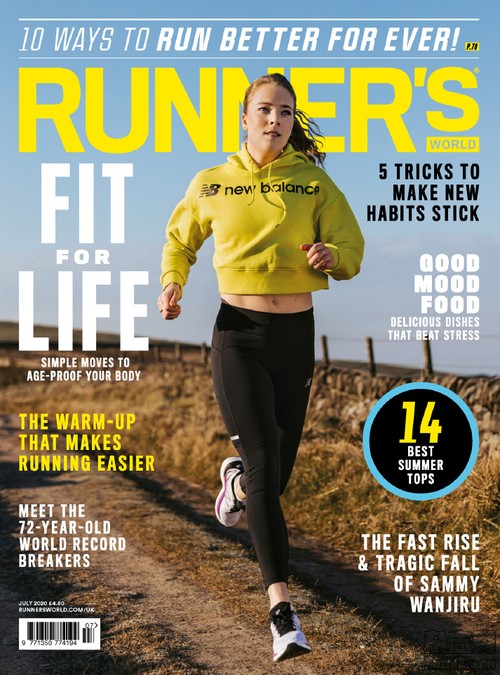 10 WAYS TO RUN BETTER FOR EVER! P.78
RUNNER'S
WORLD
FIT
FOR
LIFE
SIMPLE MOVES TO
AGE-PROOF YOUR BODY
THE WARM-UP
THAT MAKES
RUNNING EASIER
MEET THE
72-YEAR-OLD
WORLD RECORD
BREAKERS
JULY 2020 £4.80
RUNNERSWORLD.COM/UK
07>
9 771350 774194
new balance
5 TRICKS TO
MAKE NEW
HABITS STICK
GOOD
MOOD
FOOD
DELICIOUS DISHES
THAT BEAT STRESS
14
BEST
SUMMER
TOPS
THE FAST RISE
& TRAGIC FALL
OF SAMMY
WANJIRU